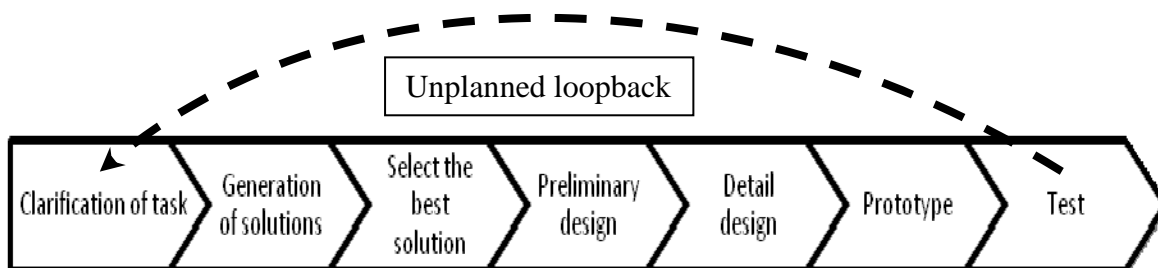 Unplanned loopback
Clarification of task
Generation
of solutions
Select the
best
solution
Preliminary
design
Detail
design
Prototype
Test